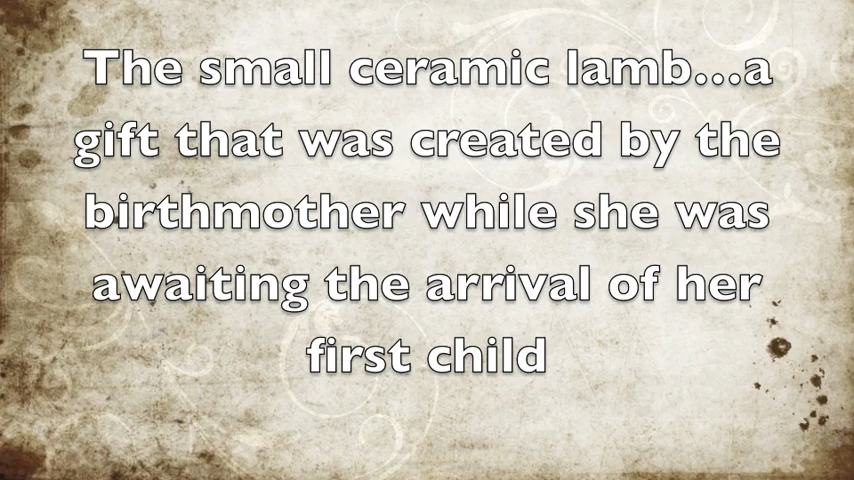 The small ceramic lamb...a
gift that was created by the
birthmother while she was
awaiting the arrival of her
first child